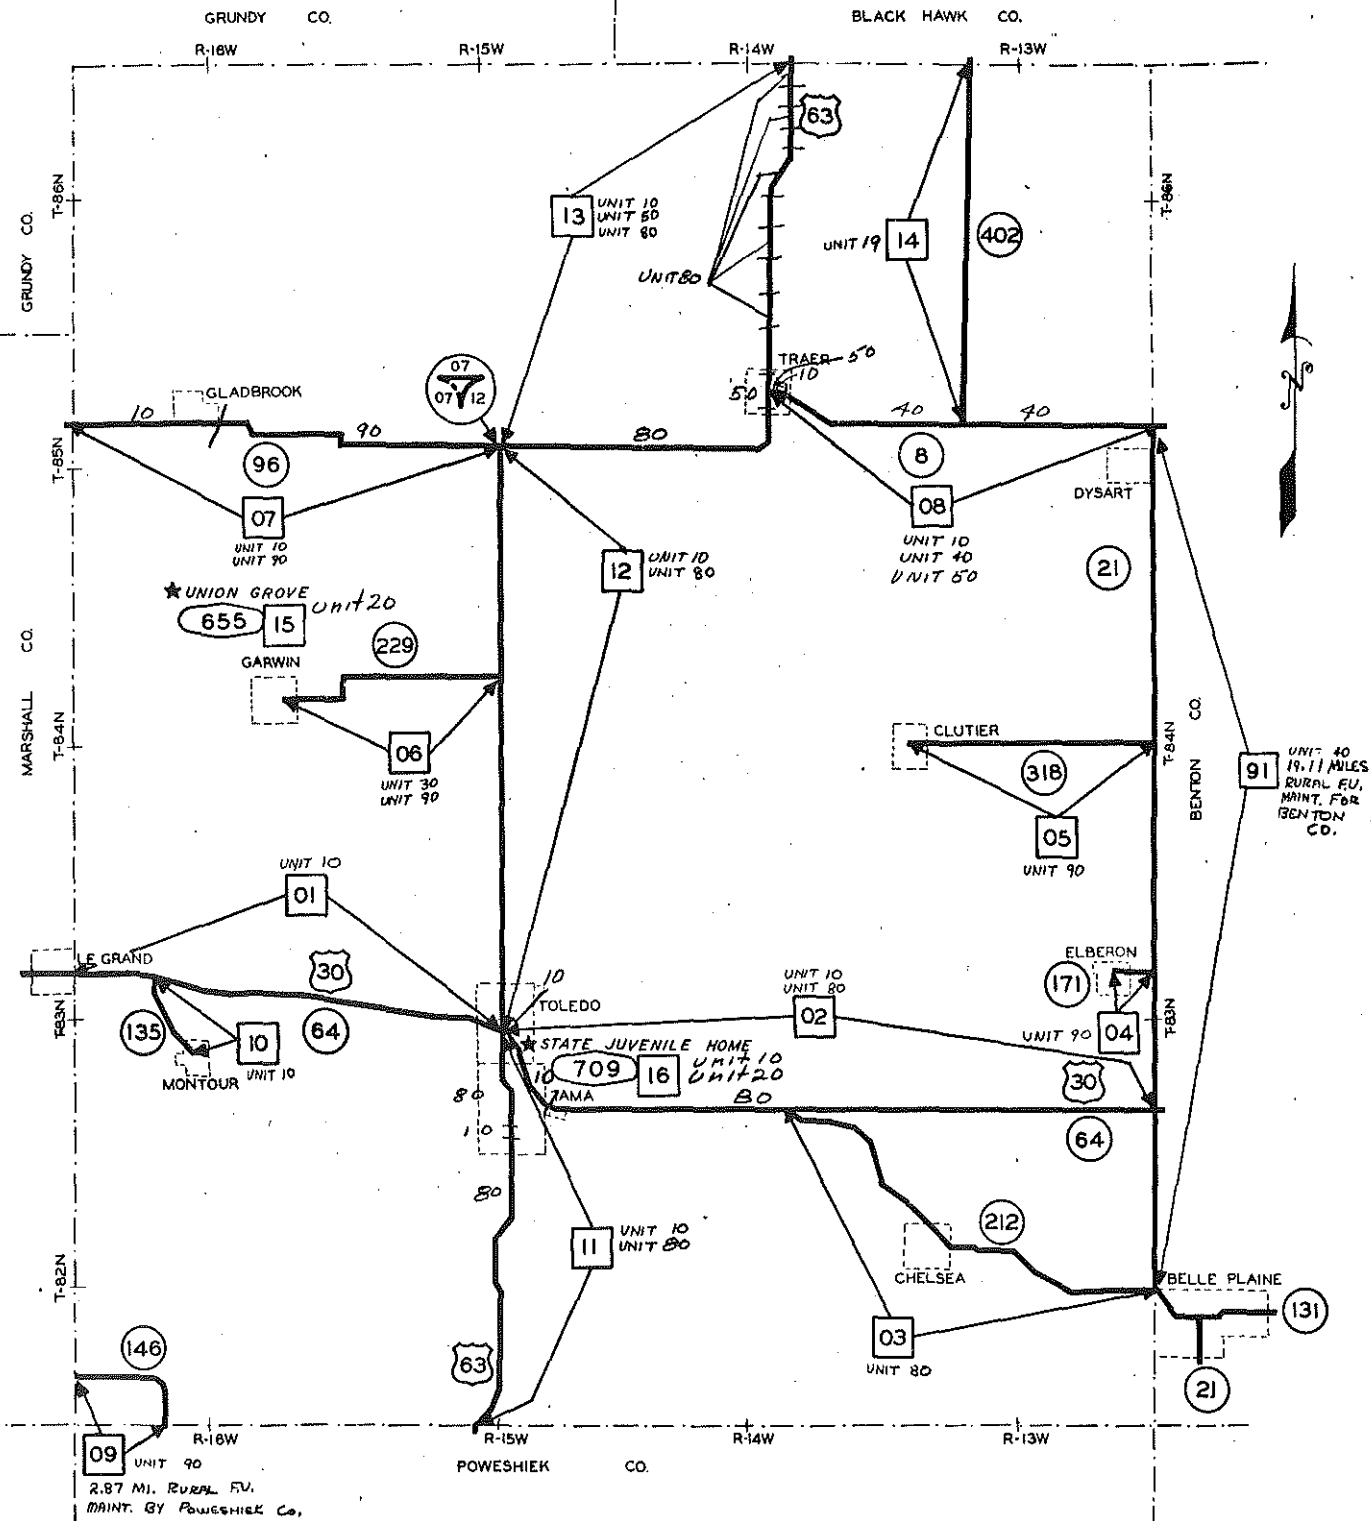 GRUNDY CO.
BLACK HAWK CO.
R-16W
R-15W
R-14W
R-13W
63
T-86N
T-86N
GRUNDY CO.
13
UNIT 10
UNIT 50
UNIT 80
UNIT 19
14
402
UNIT 80
07
07 12
TRAER 50
10
50
GLADBROOK
10
90
80
40
40
96
8
T-85N
DYSART
07
UNIT 10
90
08
UNIT 10
UNIT 40
UNIT 50
12
UNIT 10
UNIT 80
21
UNION GROVE
655
15
Unit 20
229
GARWIN
MARSHALL CO.
T-84N
06
UNIT 30
UNIT 90
CLUTIER
318
T-84N
BENTON CO.
91
UNIT 40
19.11 MILES
RURAL F.V.
MAINT. FOR
BENTON
CO.
05
UNIT 90
UNIT 10
01
LE GRAND
30
ELBERON
171
UNIT 10
UNIT 80
10
TOLEDO
02
T-83N
T-83N
135
64
10
UNIT 10
MONTOUR
UNIT 90
04
STATE JUVENILE HOME
709
16
Unit 10
Unit 20
30
10
TAMA
80
80
64
10
80
11
UNIT 10
UNIT 80
212
CHELSEA
T-82N
BELLE PLAINE
131
03
UNIT 80
146
63
21
09
UNIT 90
2.87 MI. RURAL F.V.
MAINT. BY POWESHIEK CO.
R-16W
R-15W
R-14W
R-13W
POWESHIEK CO.